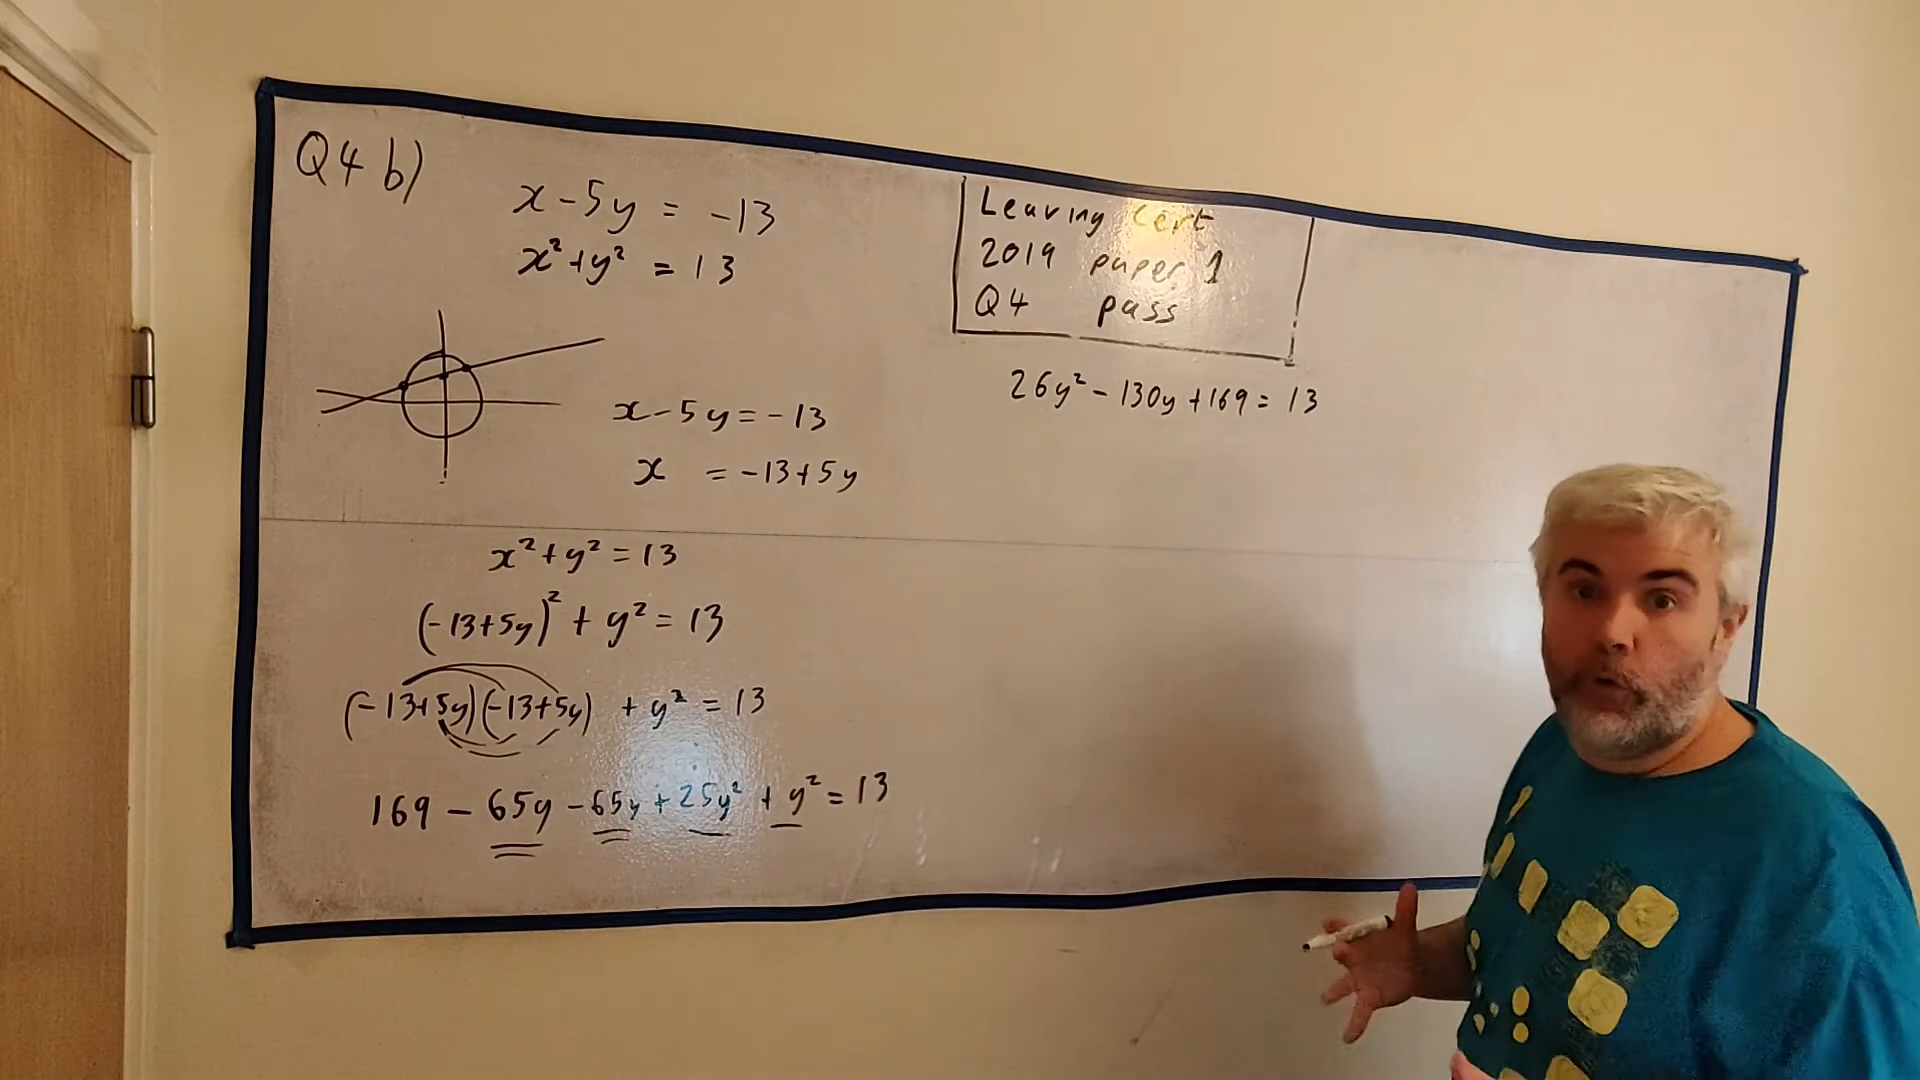 Q4 b)
x - 5y = -13
x² + y² = 13
x - 5y = -13
x = -13 + 5y
x² + y² = 13
(-13+5y)² + y² = 13
(-13+5y)(-13+5y) + y² = 13
169 - 65y - 65y + 25y² + y² = 13
Leaving Cert
2019 paper 1
Q4 pass
26y² - 130y + 169 = 13